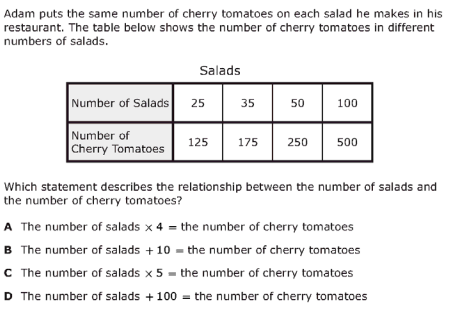 Adam puts the same number of cherry tomatoes on each salad he makes in his
restaurant. The table below shows the number of cherry tomatoes in different
numbers of salads.
Salads
Number of Salads 25 35 50 100
Number of
Cherry Tomatoes 125 175 250 500
Which statement describes the relationship between the number of salads and
the number of cherry tomatoes?
A The number of salads × 4 = the number of cherry tomatoes
B The number of salads + 10 = the number of cherry tomatoes
C The number of salads × 5 = the number of cherry tomatoes
D The number of salads + 100 = the number of cherry tomatoes